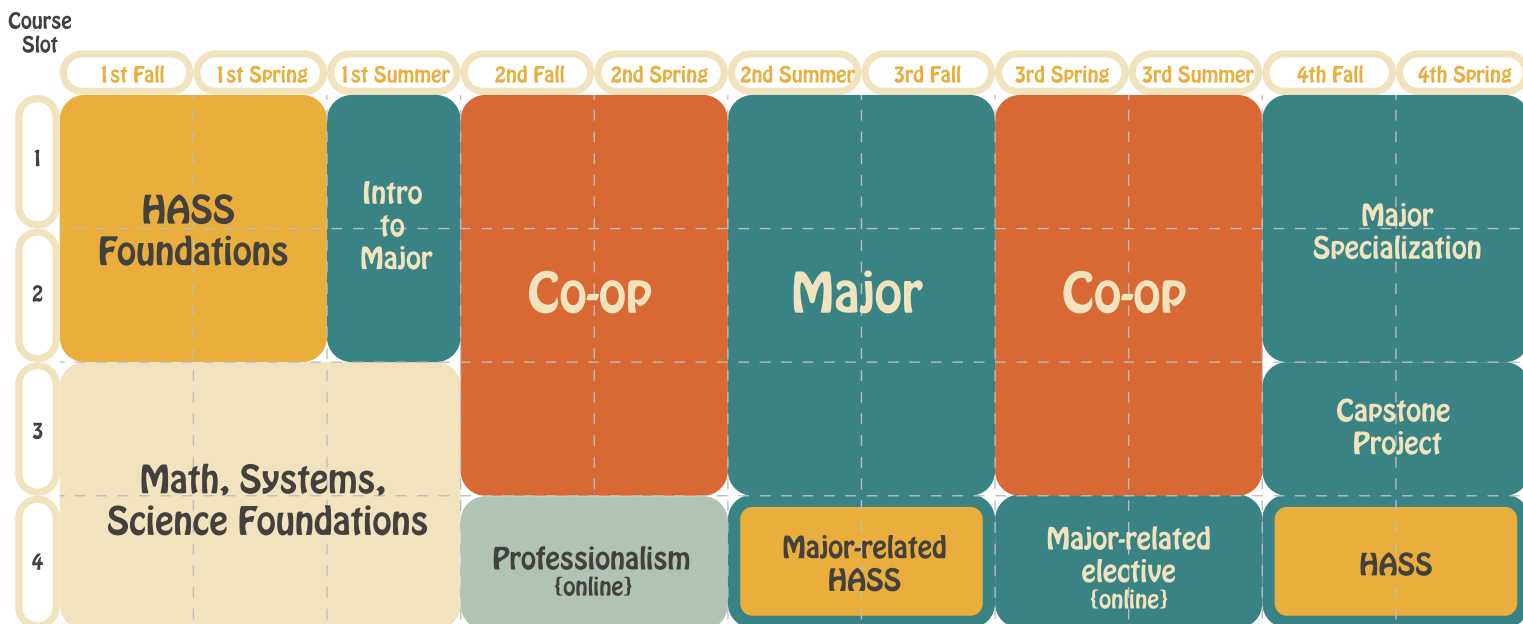 Course
Slot
1st Fall
1st Spring
1st Summer
2nd Fall
2nd Spring
2nd Summer
3rd Fall
3rd Spring
3rd Summer
4th Fall
4th Spring
1
2
3
4
HASS
Foundations
Intro
to
Major
Co-op
Major
Co-op
Major
Specialization
Capstone
Project
Math, Systems,
Science Foundations
Professionalism
{online}
Major-related
HASS
Major-related
elective
{online}
HASS